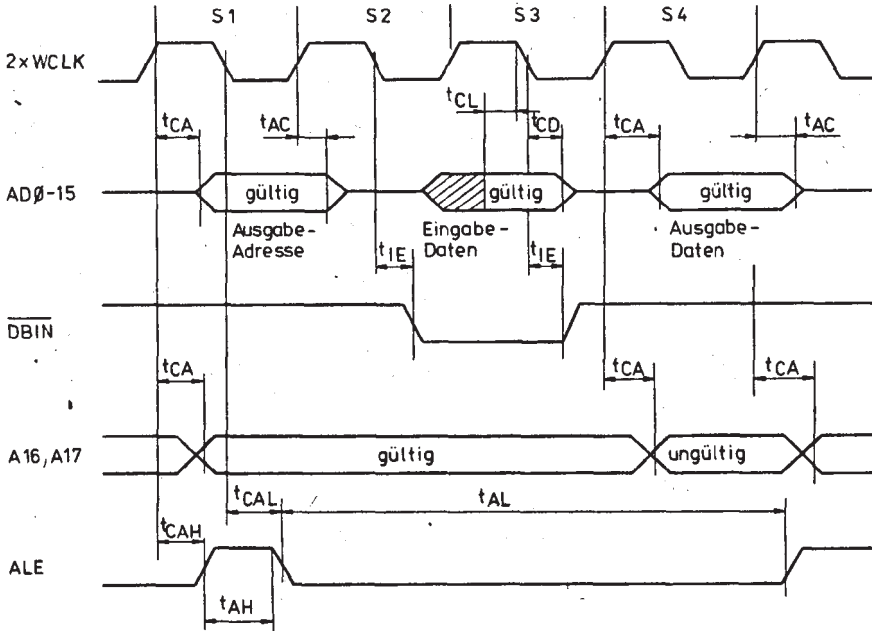 S1 S2 S3 S4
2×WCLK
tCL
tCA tAC tCD tCA tAC
ADØ-15 gültig gültig gültig
Ausgabe-
Adresse
Eingabe-
Daten
Ausgabe-
Daten
tIE tIE
DBIN
tCA tCA tCA
A16,A17 gültig ungültig
tCAL tAL
tCAH
ALE
tAH